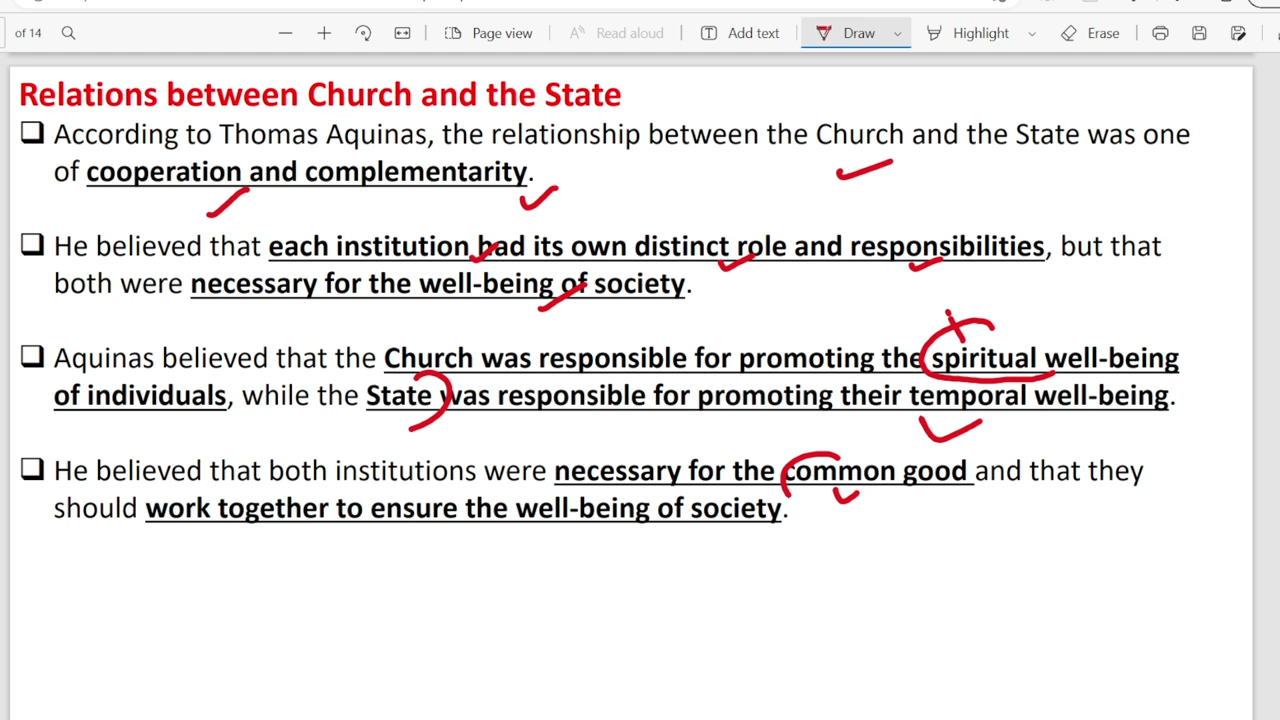 of 14
Page view
Read aloud
Add text
Draw
Highlight
Erase
Relations between Church and the State
According to Thomas Aquinas, the relationship between the Church and the State was one
of cooperation and complementarity.
He believed that each institution had its own distinct role and responsibilities, but that
both were necessary for the well-being of society.
Aquinas believed that the Church was responsible for promoting the spiritual well-being
of individuals, while the State was responsible for promoting their temporal well-being.
He believed that both institutions were necessary for the common good and that they
should work together to ensure the well-being of society.